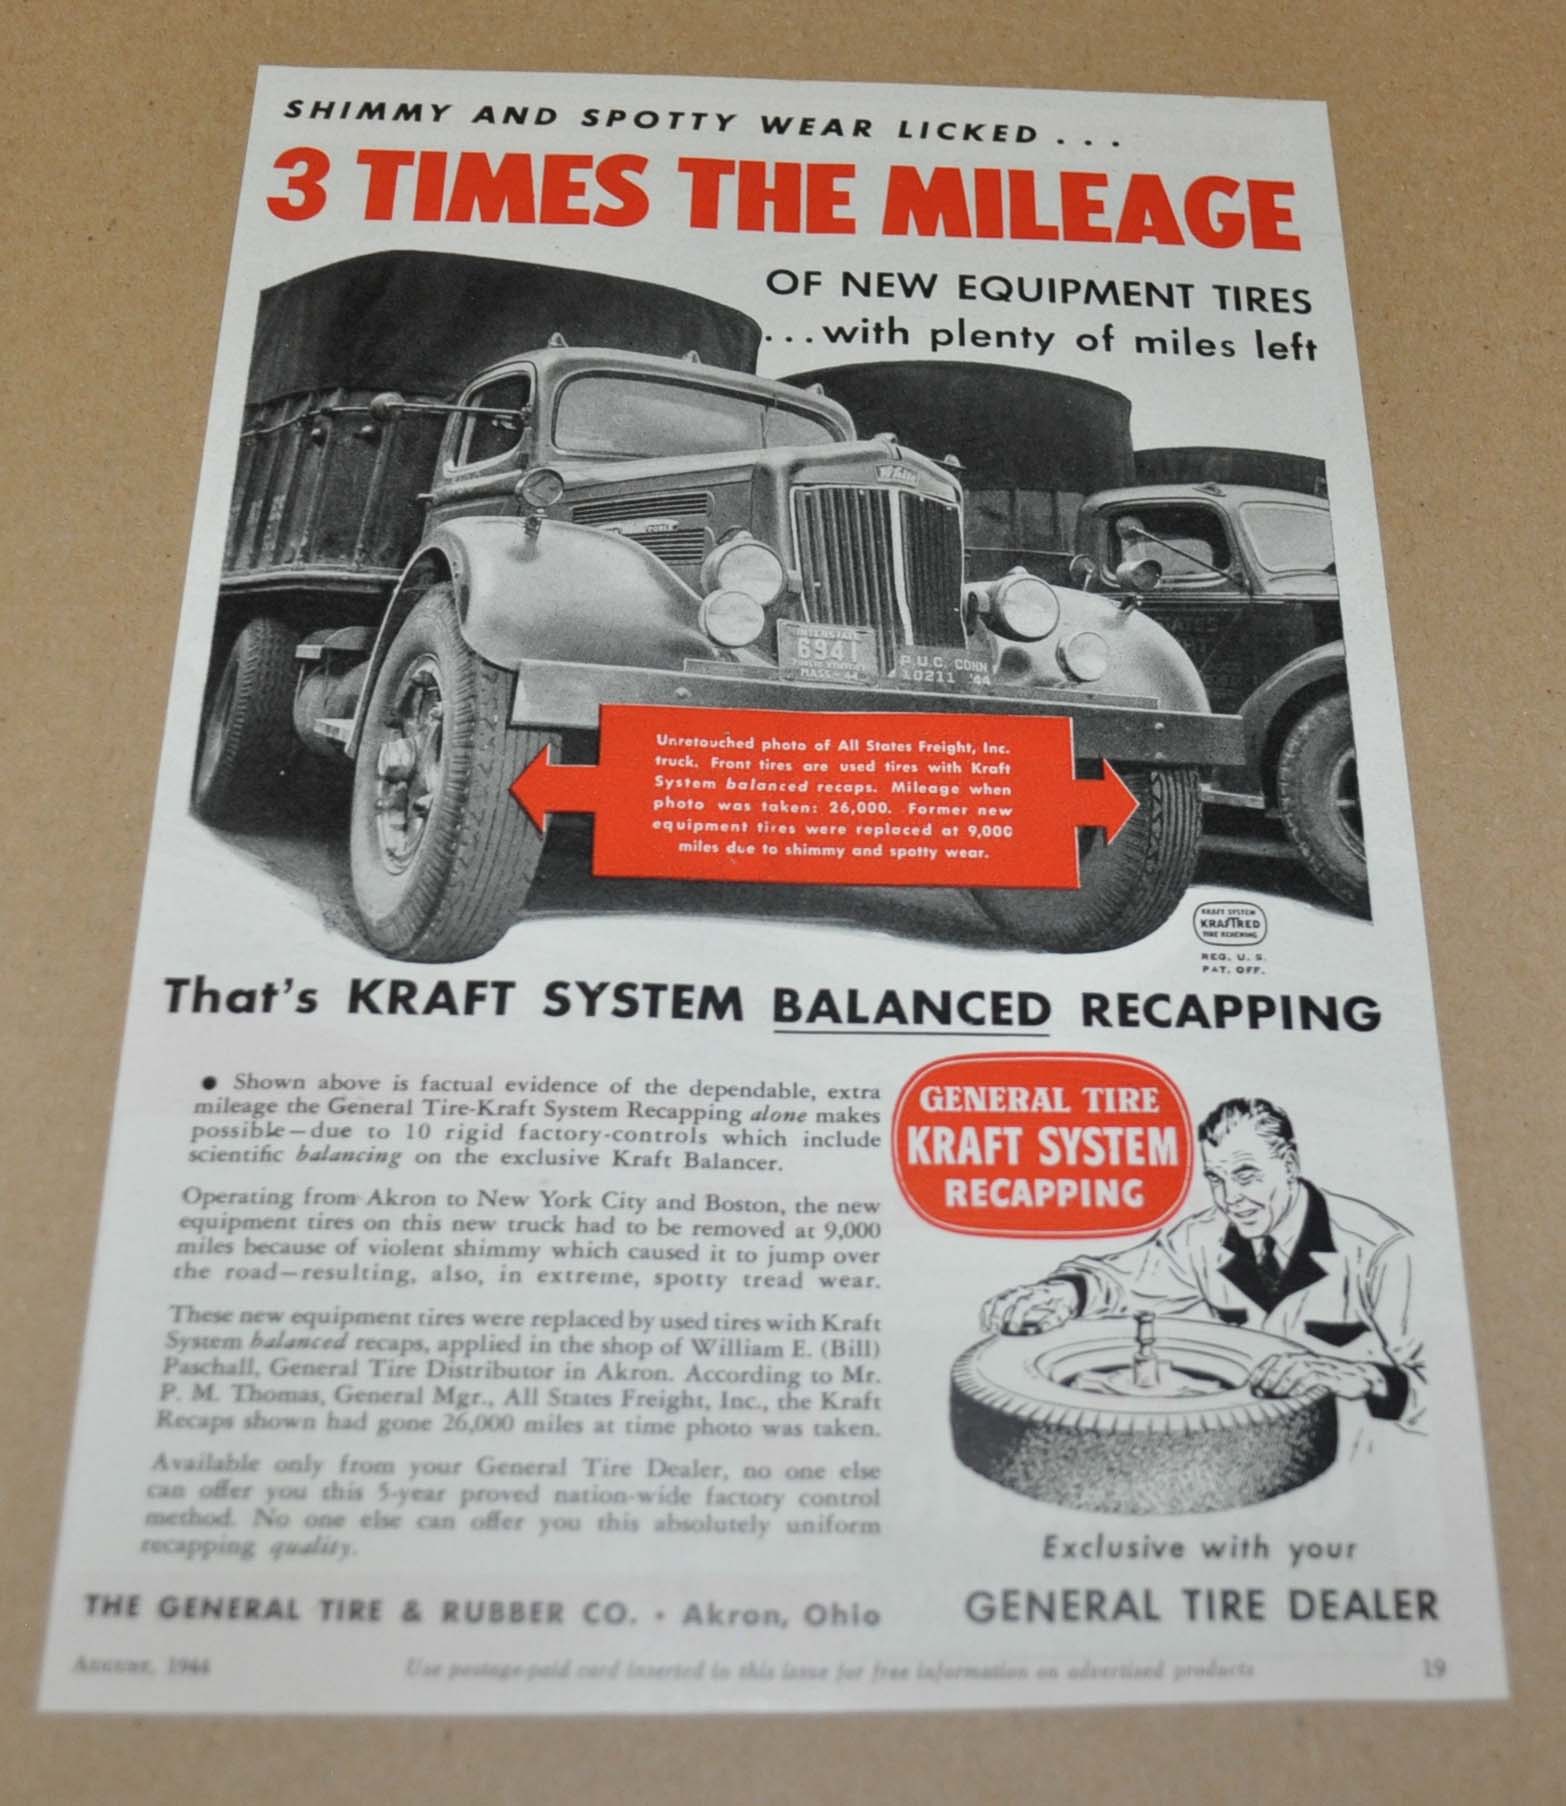 SHIMMY AND SPOTTY WEAR LICKED . . .
3 TIMES THE MILEAGE
OF NEW EQUIPMENT TIRES
...with plenty of miles left
White
INTERSTATE
6941
MASS 44
P.U.C. CONN
10211 '44
Unretouched photo of All States Freight, Inc.
truck. Front tires are used tires with Kraft
System balanced recaps. Mileage when
photo was taken: 26,000. Former new
equipment tires were replaced at 9,000
miles due to shimmy and spotty wear.
KRAFT SYSTEM
KRAFTRED
TIRE RENEWING
REG. U. S.
PAT. OFF.
That's KRAFT SYSTEM BALANCED RECAPPING
• Shown above is factual evidence of the dependable, extra
mileage the General Tire-Kraft System Recapping alone makes
possible—due to 10 rigid factory-controls which include
scientific balancing on the exclusive Kraft Balancer.
Operating from Akron to New York City and Boston, the new
equipment tires on this new truck had to be removed at 9,000
miles because of violent shimmy which caused it to jump over
the road—resulting, also, in extreme, spotty tread wear.
These new equipment tires were replaced by used tires with Kraft
System balanced recaps, applied in the shop of William E. (Bill)
Paschall, General Tire Distributor in Akron. According to Mr.
P. M. Thomas, General Mgr., All States Freight, Inc., the Kraft
Recaps shown had gone 26,000 miles at time photo was taken.
Available only from your General Tire Dealer, no one else
can offer you this 5-year proved nation-wide factory control
method. No one else can offer you this absolutely uniform
recapping quality.
GENERAL TIRE
KRAFT SYSTEM
RECAPPING
Exclusive with your
GENERAL TIRE DEALER
THE GENERAL TIRE & RUBBER CO. • Akron, Ohio
August, 1944
Use postage-paid card inserted in this issue for free information on advertised products
19